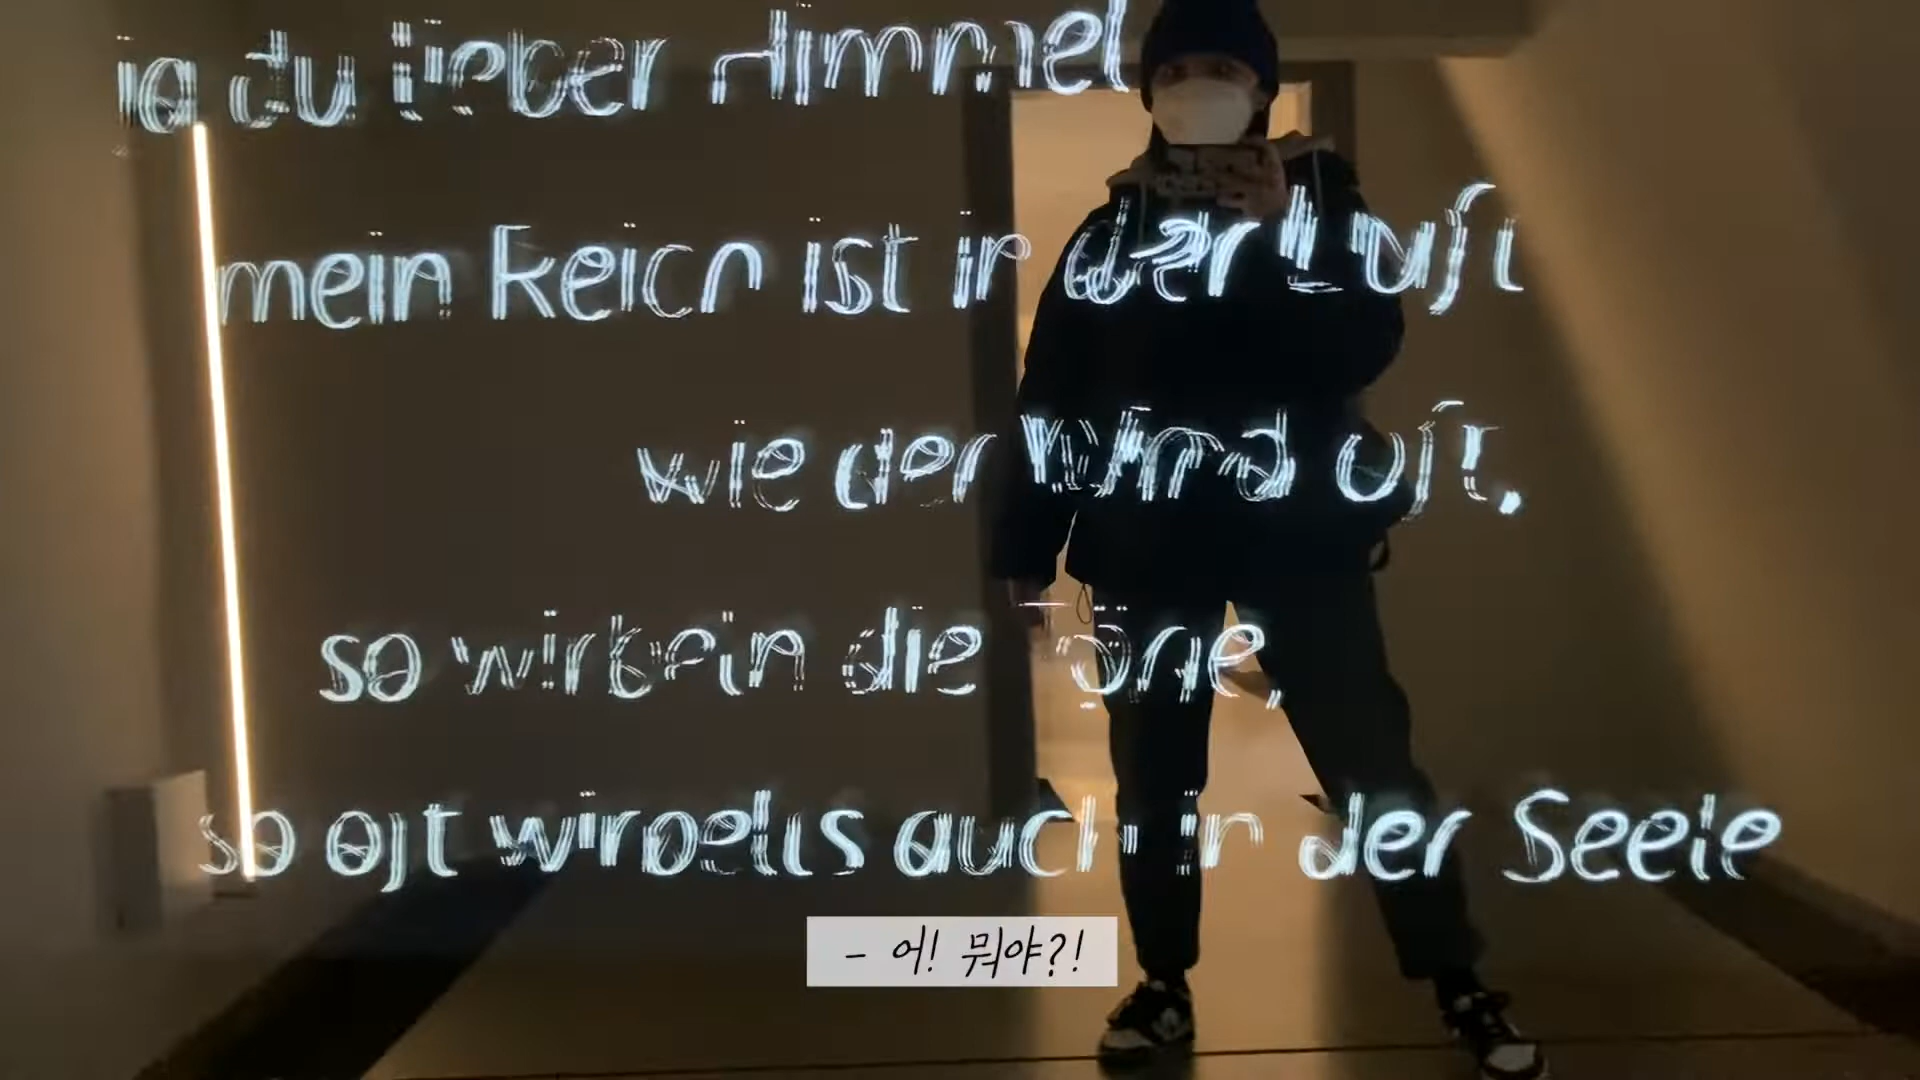 ja du lieber Himmel
mein Reich ist in der Luft
wie der Wind oft,
so wirbeln die Töne,
so oft wirbelts auch in der Seele
- 어! 뭐야?!